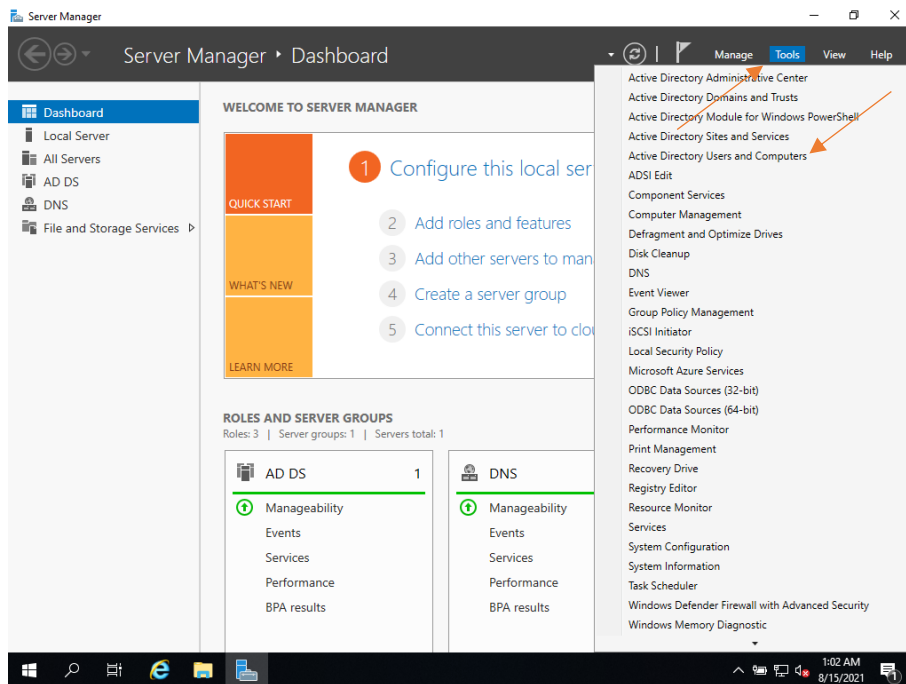 Server Manager
Server Manager • Dashboard
Manage Tools View Help
Dashboard
Local Server
All Servers
AD DS
DNS
File and Storage Services
WELCOME TO SERVER MANAGER
QUICK START
WHAT'S NEW
LEARN MORE
1 Configure this local ser
2 Add roles and features
3 Add other servers to man
4 Create a server group
5 Connect this server to clou
ROLES AND SERVER GROUPS
Roles: 3 | Server groups: 1 | Servers total: 1
AD DS 1
Manageability
Events
Services
Performance
BPA results
DNS
Manageability
Events
Services
Performance
BPA results
Active Directory Administrative Center
Active Directory Domains and Trusts
Active Directory Module for Windows PowerShell
Active Directory Sites and Services
Active Directory Users and Computers
ADSI Edit
Component Services
Computer Management
Defragment and Optimize Drives
Disk Cleanup
DNS
Event Viewer
Group Policy Management
iSCSI Initiator
Local Security Policy
Microsoft Azure Services
ODBC Data Sources (32-bit)
ODBC Data Sources (64-bit)
Performance Monitor
Print Management
Recovery Drive
Registry Editor
Resource Monitor
Services
System Configuration
System Information
Task Scheduler
Windows Defender Firewall with Advanced Security
Windows Memory Diagnostic
1:02 AM
8/15/2021
1